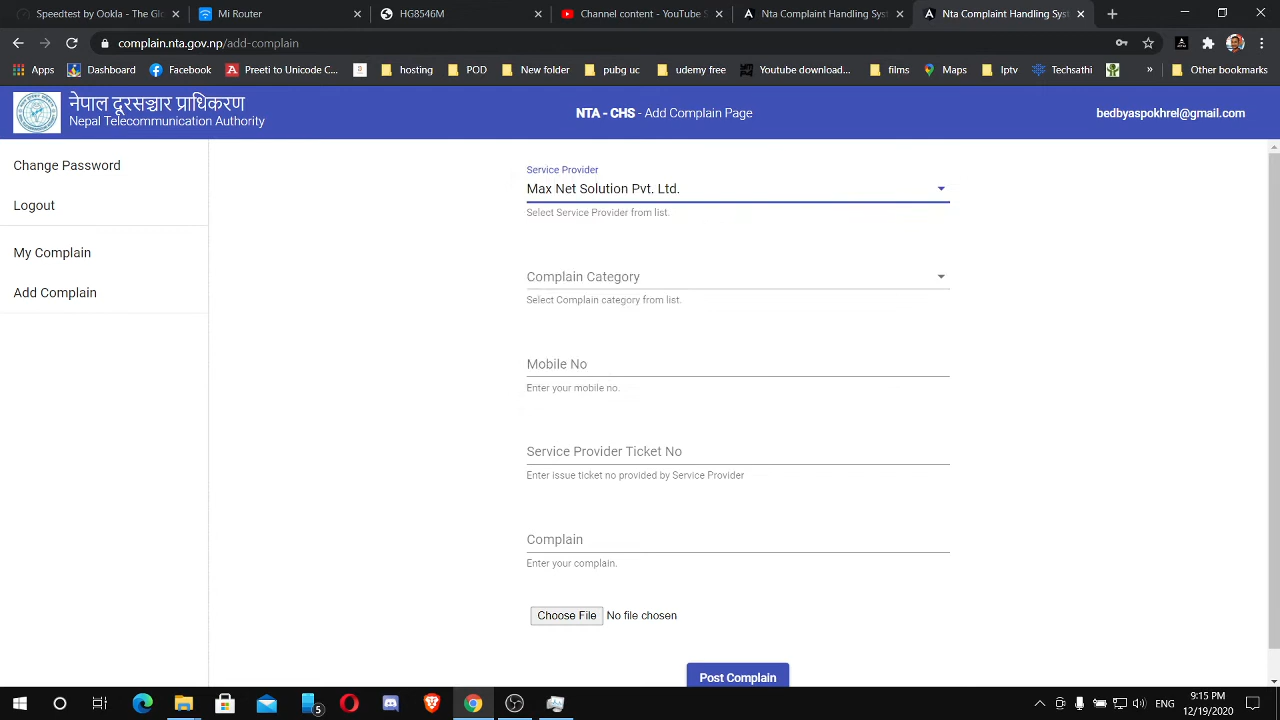 Speedtest by Ookla - The Glo
Mi Router
HG8546M
Channel content - YouTube S
Nta Complaint Handling Syst
Nta Complaint Handling Syst
complain.nta.gov.np/add-complain
Apps
Dashboard
Facebook
Preeti to Unicode C...
hosting
POD
New folder
pubg uc
udemy free
Youtube download...
films
Maps
Iptv
Techsathi
»
Other bookmarks
नेपाल दूरसञ्चार प्राधिकरण
Nepal Telecommunication Authority
NTA - CHS - Add Complain Page
bedbyaspokhrel@gmail.com
Change Password
Logout
My Complain
Add Complain
Service Provider
Max Net Solution Pvt. Ltd.
Select Service Provider from list.
Complain Category
Select Complain category from list.
Mobile No
Enter your mobile no.
Service Provider Ticket No
Enter issue ticket no provided by Service Provider
Complain
Enter your complain.
Choose File No file chosen
Post Complain
5
ENG
9:15 PM
12/19/2020